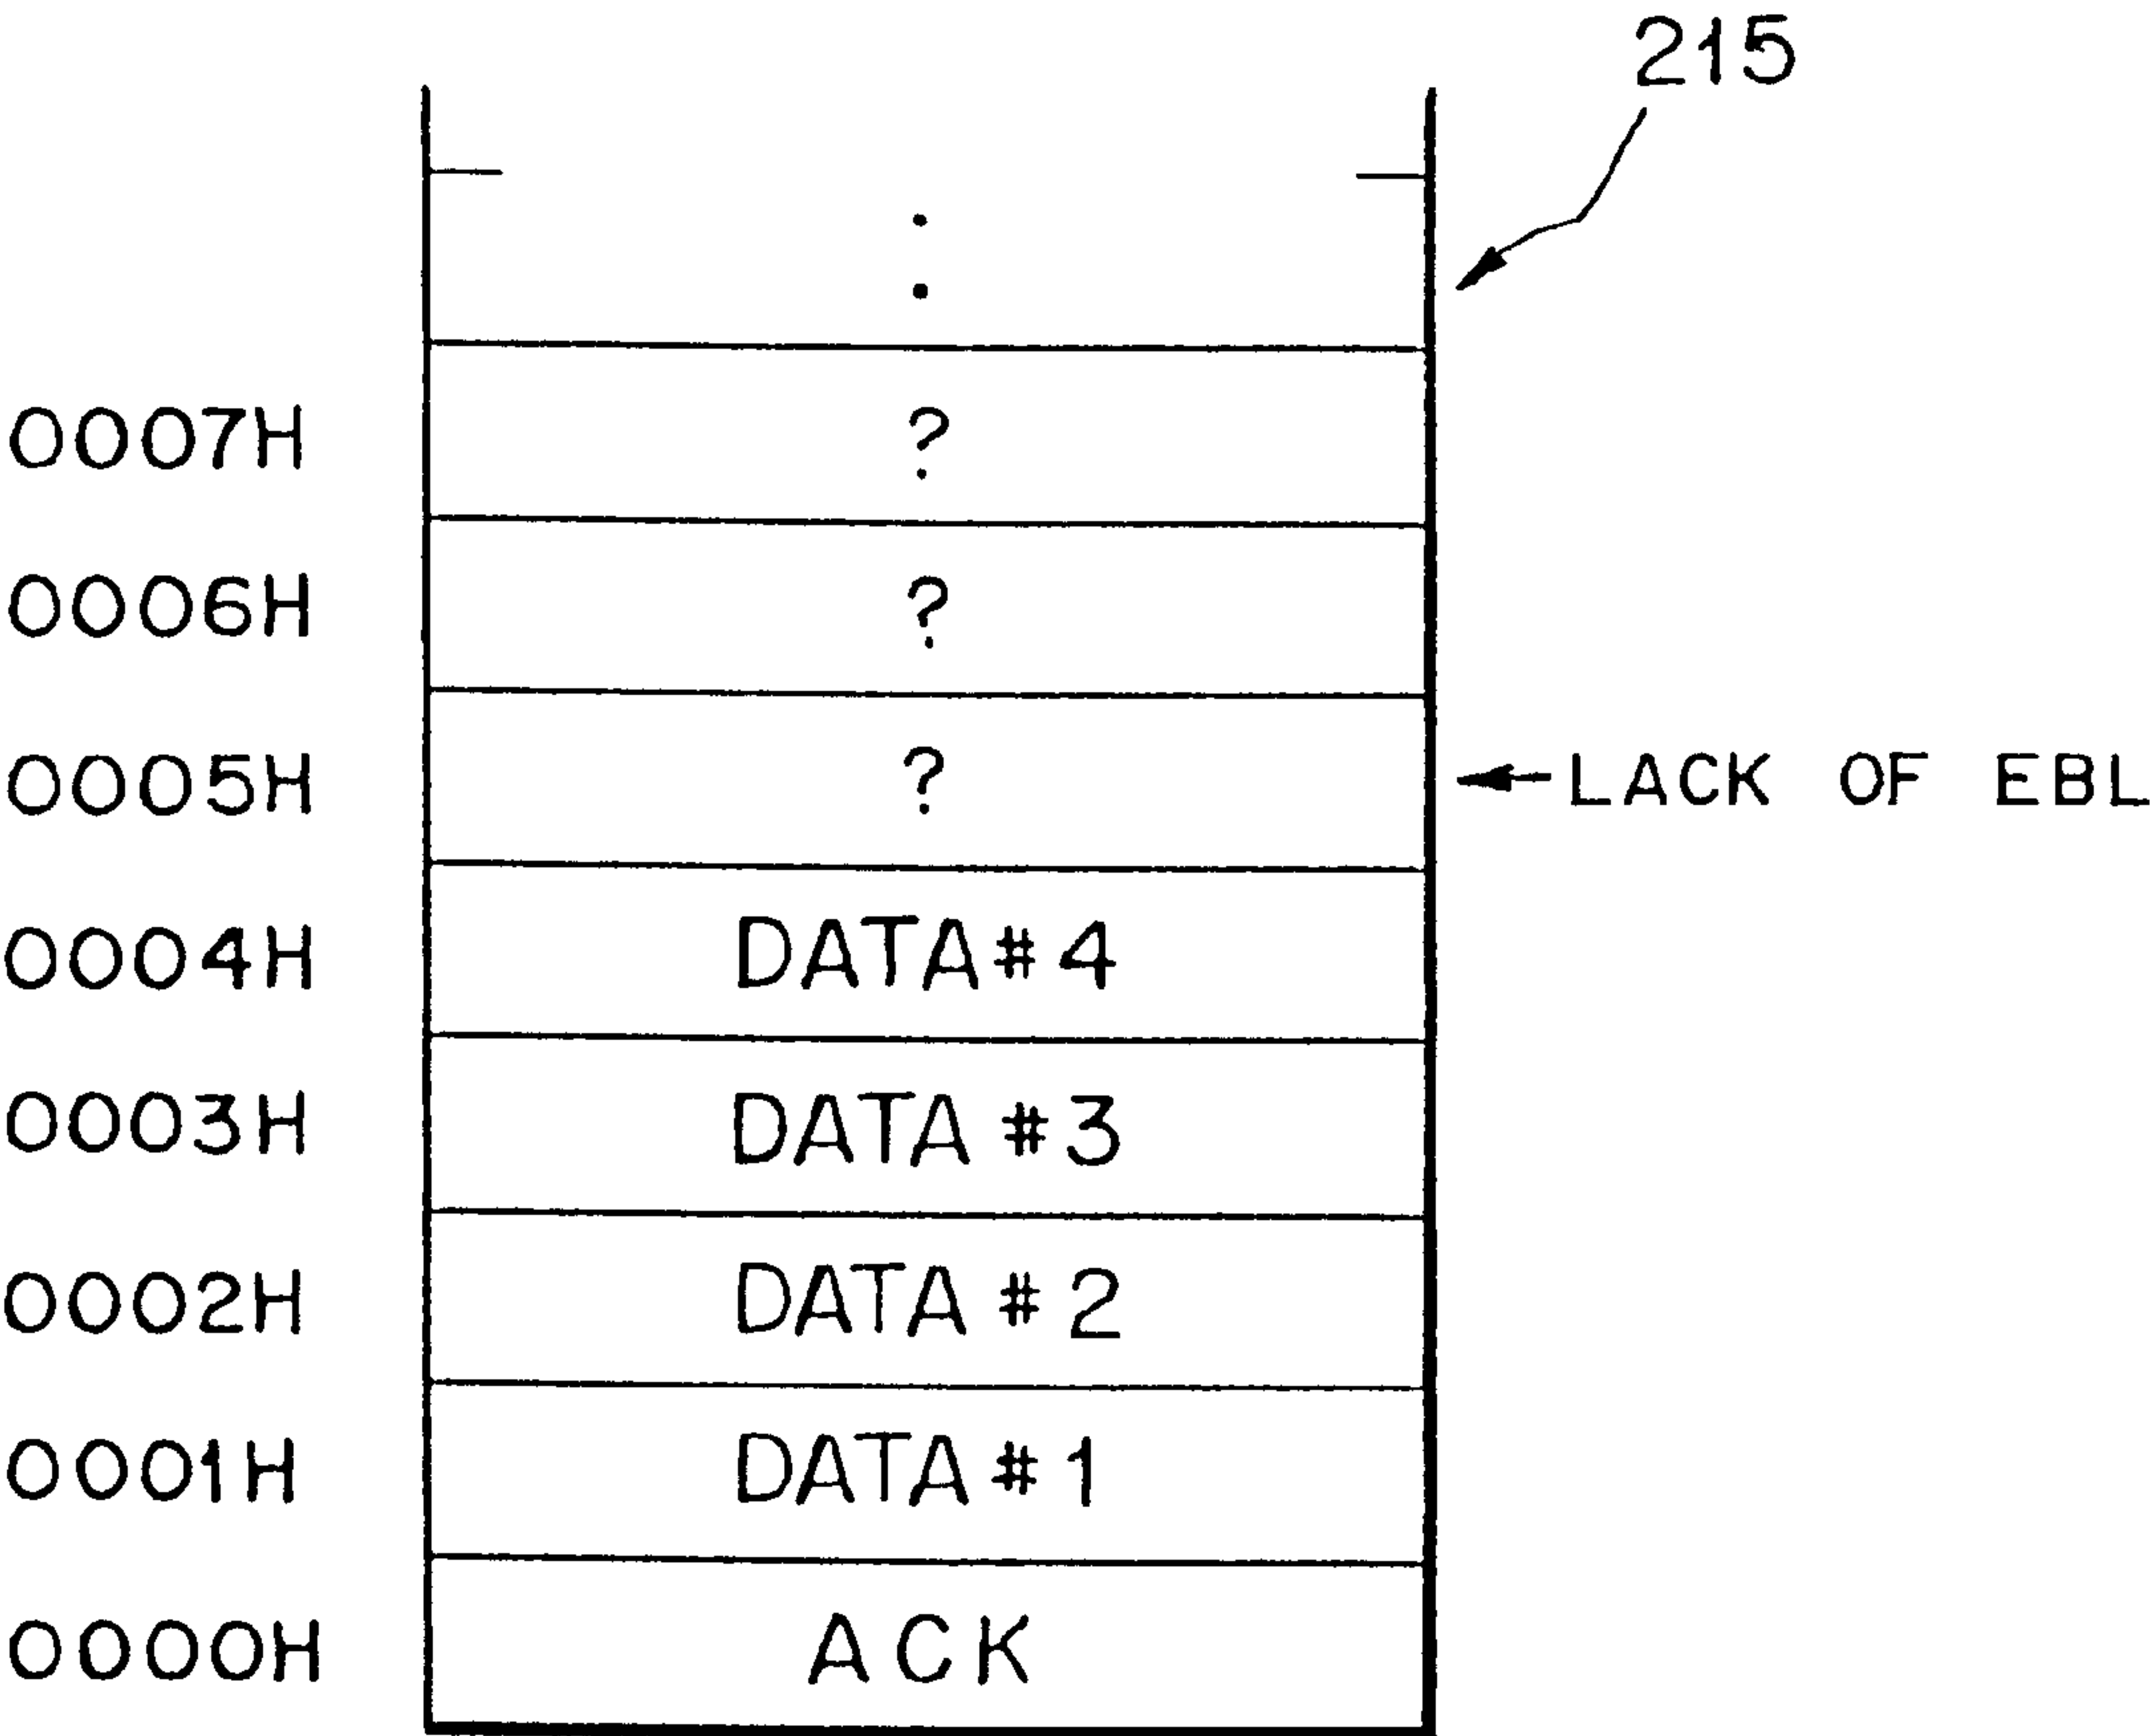 215
0007H ?
0006H ?
0005H ? LACK OF EBL
0004H DATA#4
0003H DATA #3
0002H DATA #2
0001H DATA #1
0000H ACK